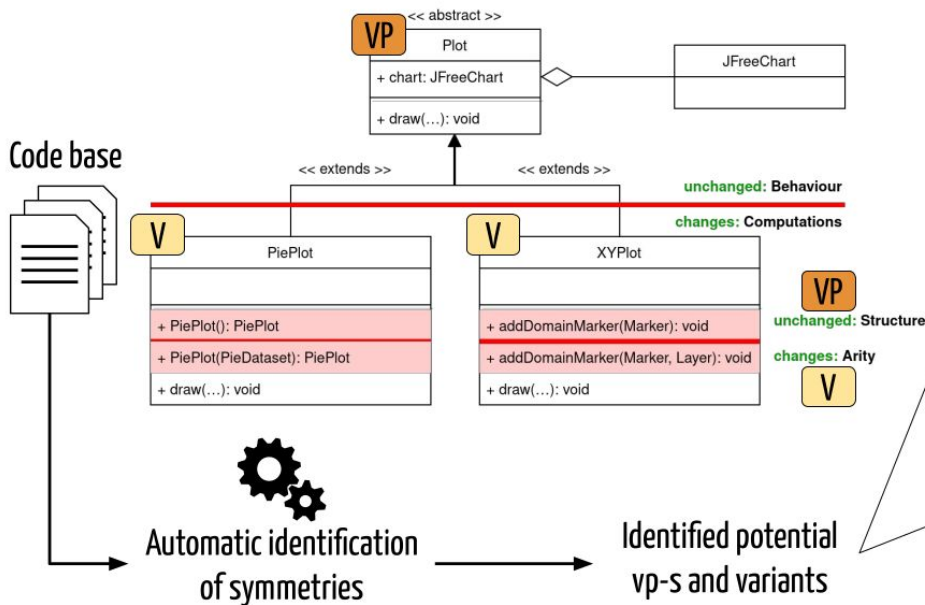 << abstract >>
VP
Plot
+ chart: JFreeChart
+ draw(...): void
JFreeChart
Code base
<< extends >>
<< extends >>
unchanged: Behaviour
changes: Computations
V
PiePlot
+ PiePlot(): PiePlot
+ PiePlot(PieDataset): PiePlot
+ draw(...): void
V
XYPlot
+ addDomainMarker(Marker): void
+ addDomainMarker(Marker, Layer): void
+ draw(...): void
VP
unchanged: Structure
changes: Arity
V
Automatic identification
of symmetries
Identified potential
vp-s and variants